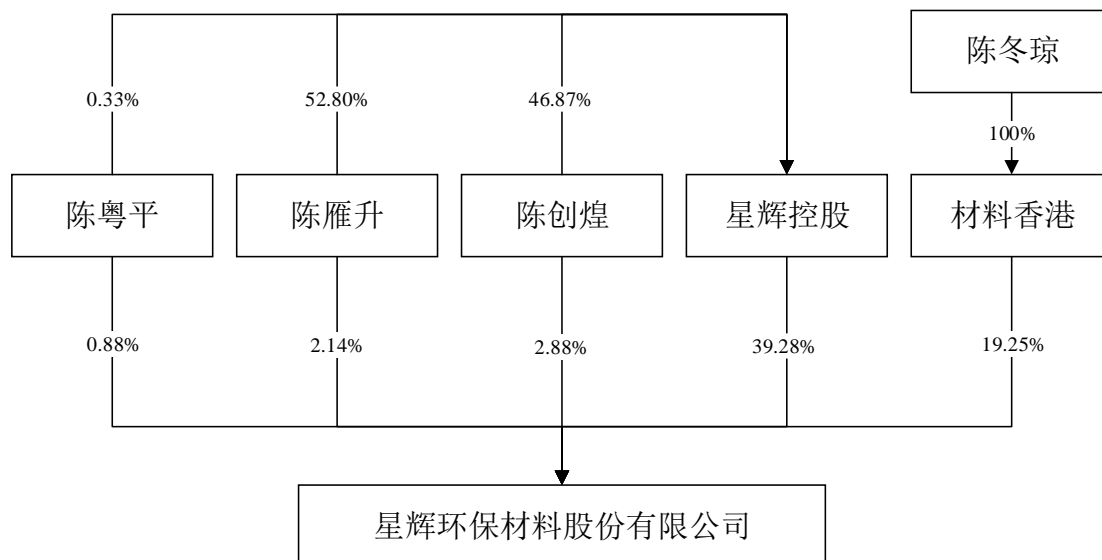 陈冬琼
0.33%
52.80%
46.87%
100%
陈粤平
陈雁升
陈创煌
星辉控股
材料香港
0.88%
2.14%
2.88%
39.28%
19.25%
星辉环保材料股份有限公司